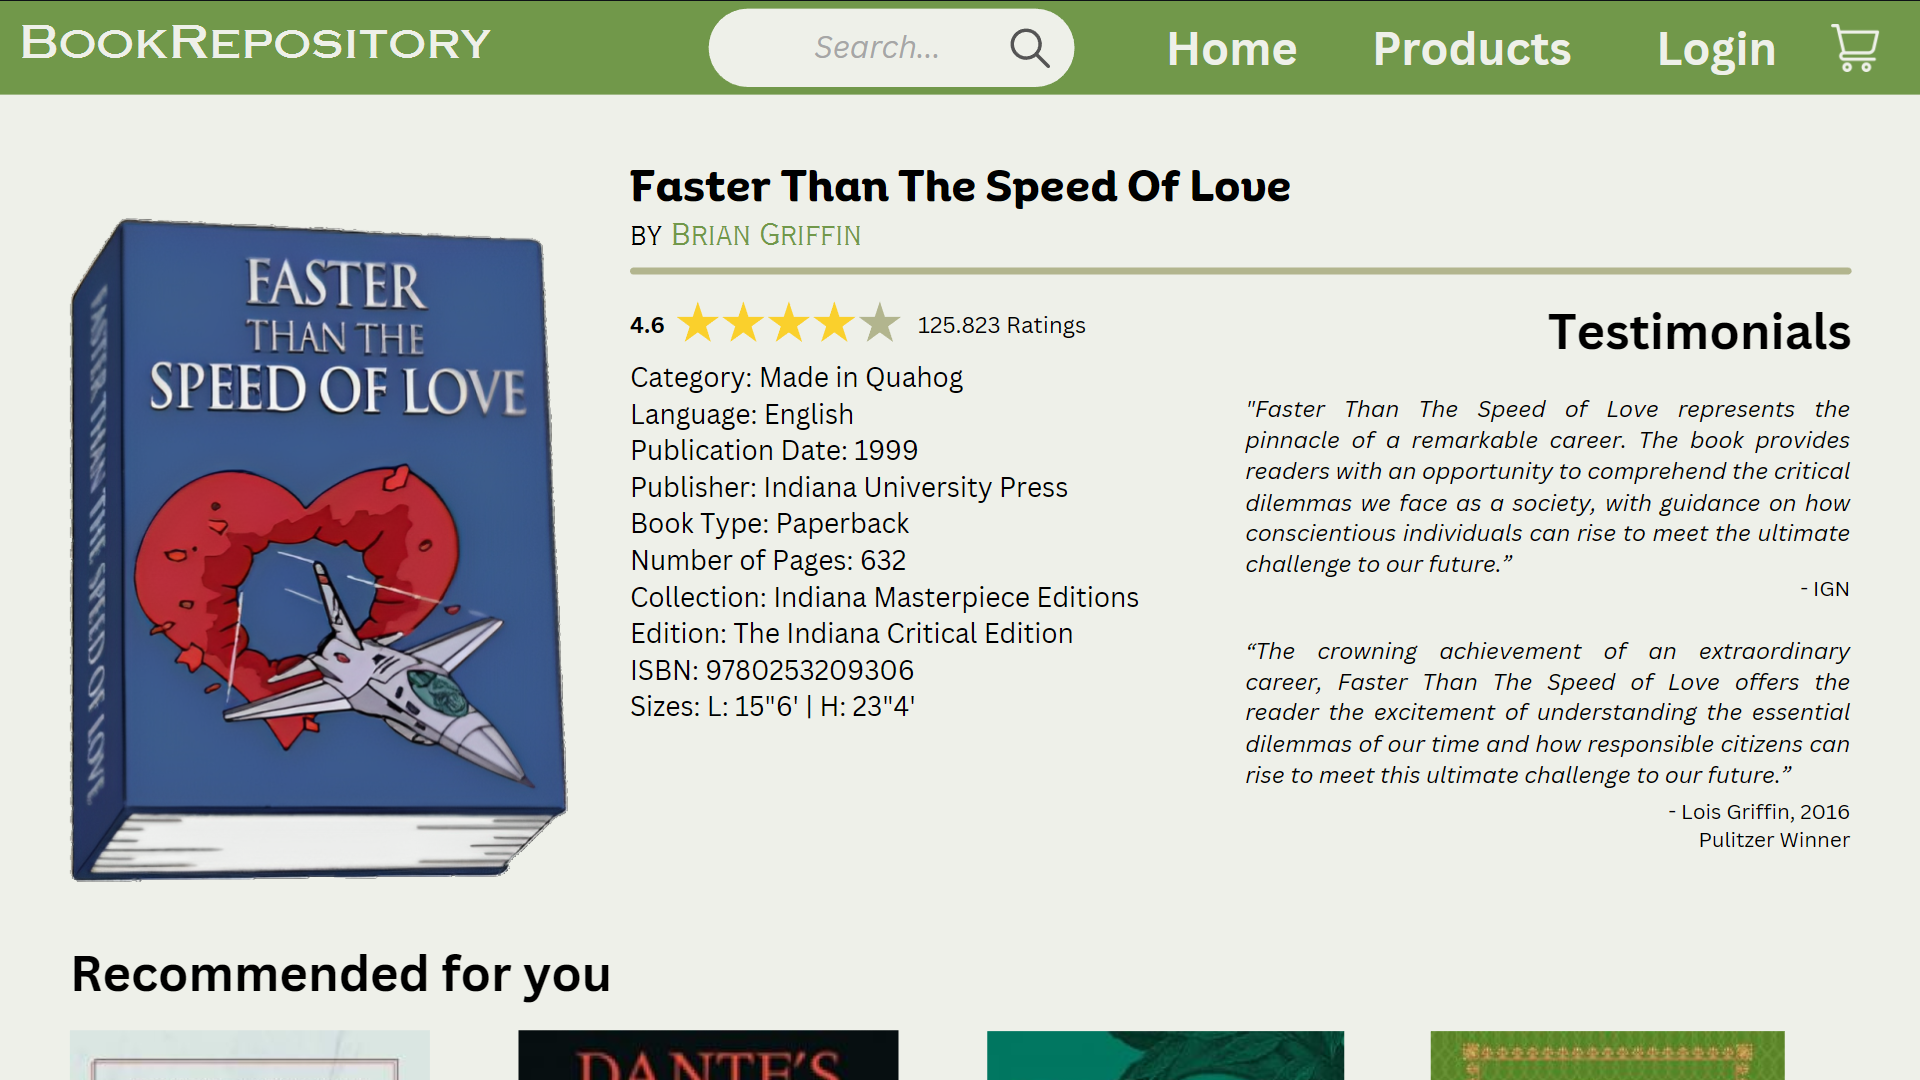 BOOKREPOSITORY
Search...
Home
Products
Login
Faster Than The Speed Of Love
BY BRIAN GRIFFIN
FASTER
THAN THE
SPEED OF LOVE
FASTER THAN THE SPEED OF LOVE
4.6
125.823 Ratings
Category: Made in Quahog
Language: English
Publication Date: 1999
Publisher: Indiana University Press
Book Type: Paperback
Number of Pages: 632
Collection: Indiana Masterpiece Editions
Edition: The Indiana Critical Edition
ISBN: 9780253209306
Sizes: L: 15"6' | H: 23"4'
Testimonials
"Faster Than The Speed of Love represents the
pinnacle of a remarkable career. The book provides
readers with an opportunity to comprehend the critical
dilemmas we face as a society, with guidance on how
conscientious individuals can rise to meet the ultimate
challenge to our future.”
- IGN
“The crowning achievement of an extraordinary
career, Faster Than The Speed of Love offers the
reader the excitement of understanding the essential
dilemmas of our time and how responsible citizens can
rise to meet this ultimate challenge to our future.”
- Lois Griffin, 2016
Pulitzer Winner
Recommended for you
DANTE'S